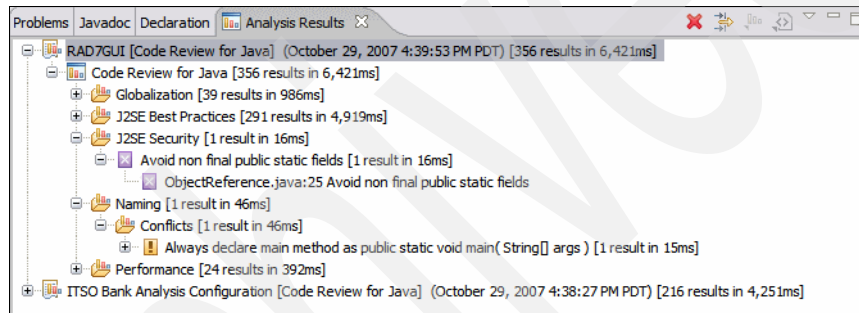 Problems Javadoc Declaration Analysis Results
RAD7GUI [Code Review for Java] (October 29, 2007 4:39:53 PM PDT) [356 results in 6,421ms]
Code Review for Java [356 results in 6,421ms]
Globalization [39 results in 986ms]
J2SE Best Practices [291 results in 4,919ms]
J2SE Security [1 result in 16ms]
Avoid non final public static fields [1 result in 16ms]
ObjectReference.java:25 Avoid non final public static fields
Naming [1 result in 46ms]
Conflicts [1 result in 46ms]
Always declare main method as public static void main( String[] args ) [1 result in 15ms]
Performance [24 results in 392ms]
ITSO Bank Analysis Configuration [Code Review for Java] (October 29, 2007 4:38:27 PM PDT) [216 results in 4,251ms]